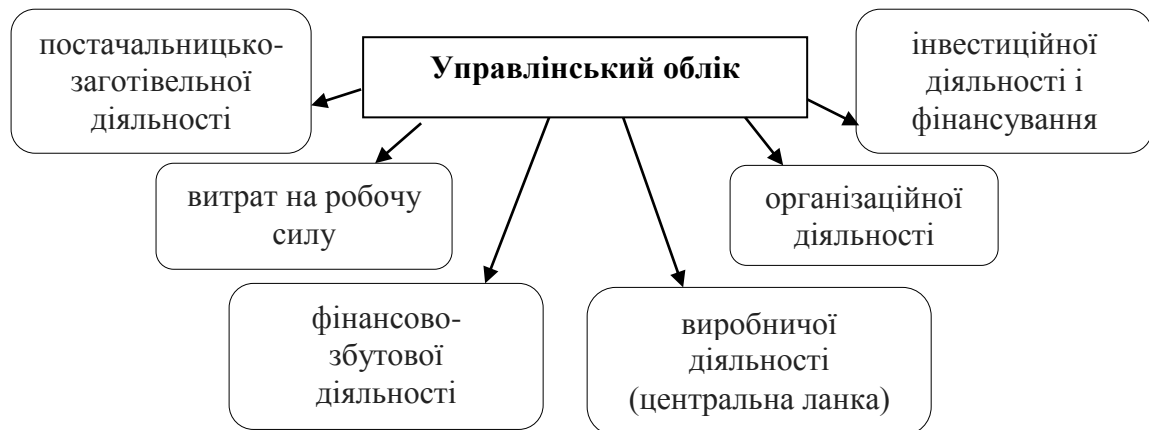 Управлінський облік
постачальницько-
заготівельної
діяльності
витрат на робочу
силу
фінансово-
збутової
діяльності
виробничої
діяльності
(центральна ланка)
організаційної
діяльності
інвестиційної
діяльності і
фінансування